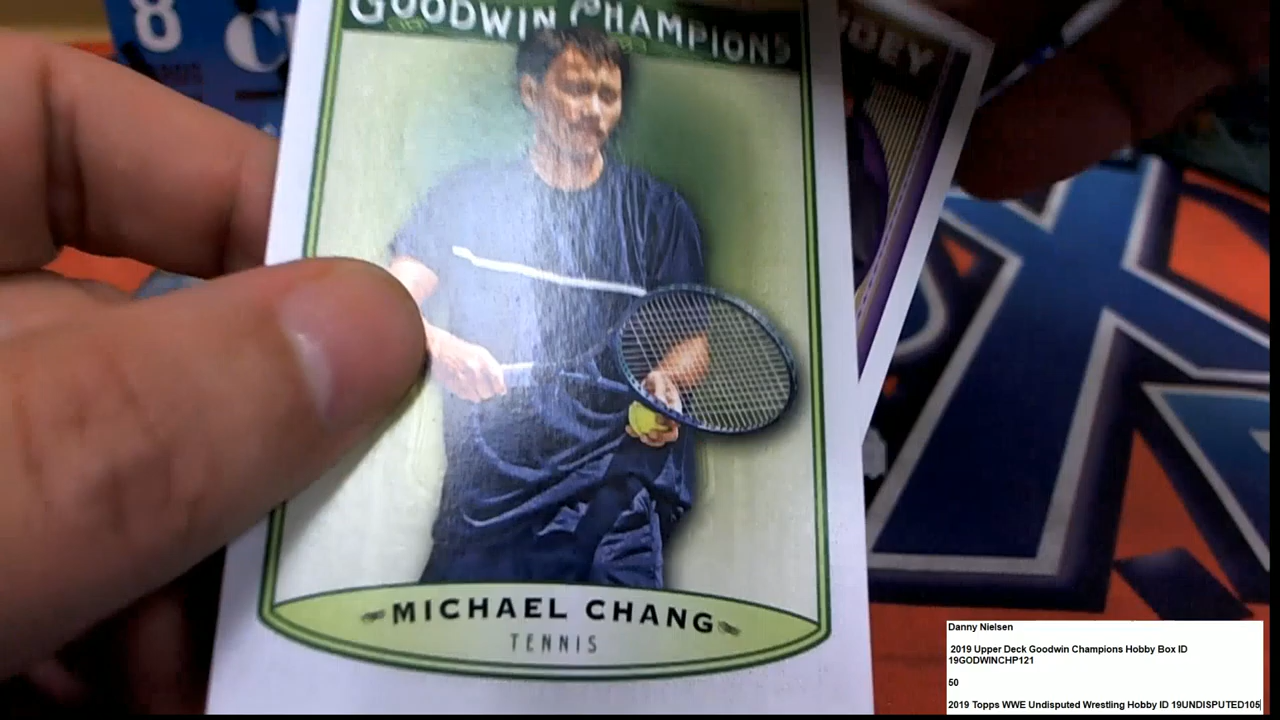 8
GOODWIN CHAMPIONS
MICHAEL CHANG
TENNIS
Danny Nielsen
2019 Upper Deck Goodwin Champions Hobby Box ID
19GODWINCHP121
50
2019 Topps WWE Undisputed Wrestling Hobby ID 19UNDISPUTED105